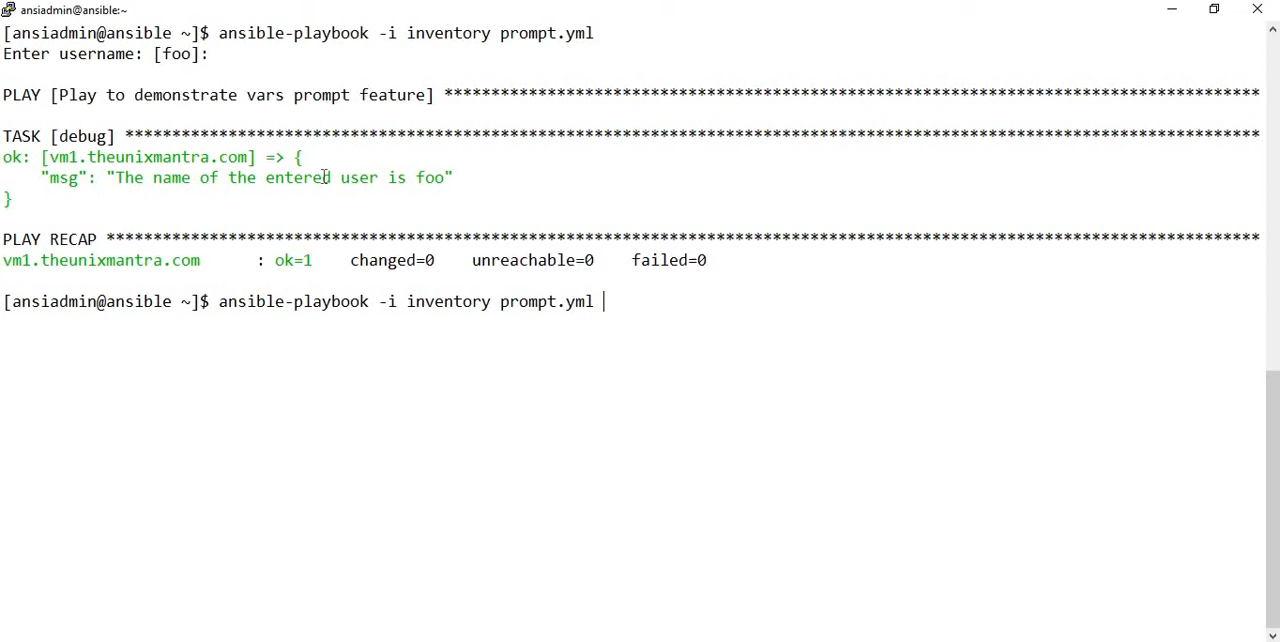 ansiadmin@ansible:~
[ansiadmin@ansible ~]$ ansible-playbook -i inventory prompt.yml
Enter username: [foo]:
PLAY [Play to demonstrate vars prompt feature] ***************************************************************************************
TASK [debug] *************************************************************************************************************************
ok: [vm1.theunixmantra.com] => {
"msg": "The name of the entered user is foo"
}
PLAY RECAP ***************************************************************************************************************************
vm1.theunixmantra.com : ok=1 changed=0 unreachable=0 failed=0
[ansiadmin@ansible ~]$ ansible-playbook -i inventory prompt.yml